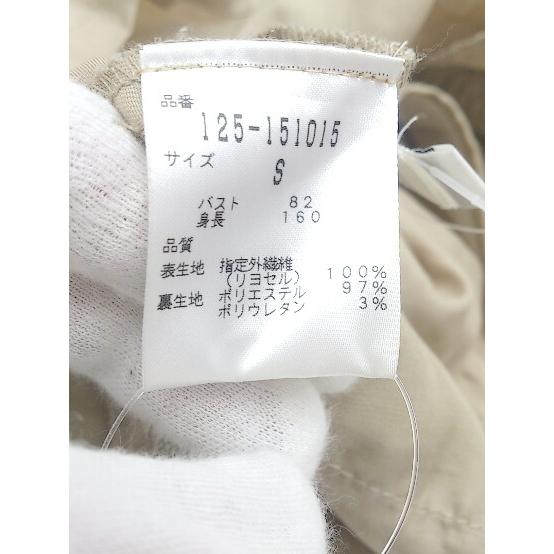 品番
125-151015
サイズ
S
バスト 82
身長 160
品質
表生地 指定外繊維
(リヨセル) 100%
裏生地 ポリエステル 97%
ポリウレタン 3%